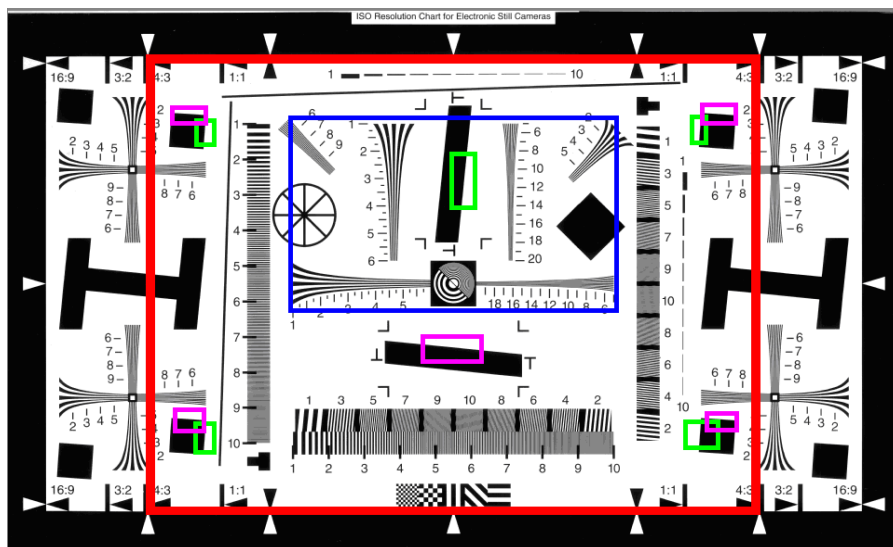 ISO Resolution Chart for Electronic Still Cameras
16:9 3:2 4:3 1:1 1 10 1:1 4:3 3:2 16:9
2 3 4 5
8 7 6
9 8 7 6
1 2 3 4 5 6 7 8 9 10
6 7 8 9
1 2 3 4 5 6
6 8 10 12 14 16 18 20
5 6 7 8 9
1 3 5 7 9 10 8 6 4 2
1 10
2 3 4 5
6 7 8
9 8 7 6
1 2 3 4 5 18 16 14 12 10 8 6
6 7 8 9
6 7 8
2 3 4 5
6 7 8 9
8 7 6
5 4 3 2
1 3 5 7 9 10 8 6 4 2
1 2 3 4 5 6 7 8 9 10
16:9 3:2 4:3 1:1 1:1 4:3 3:2 16:9